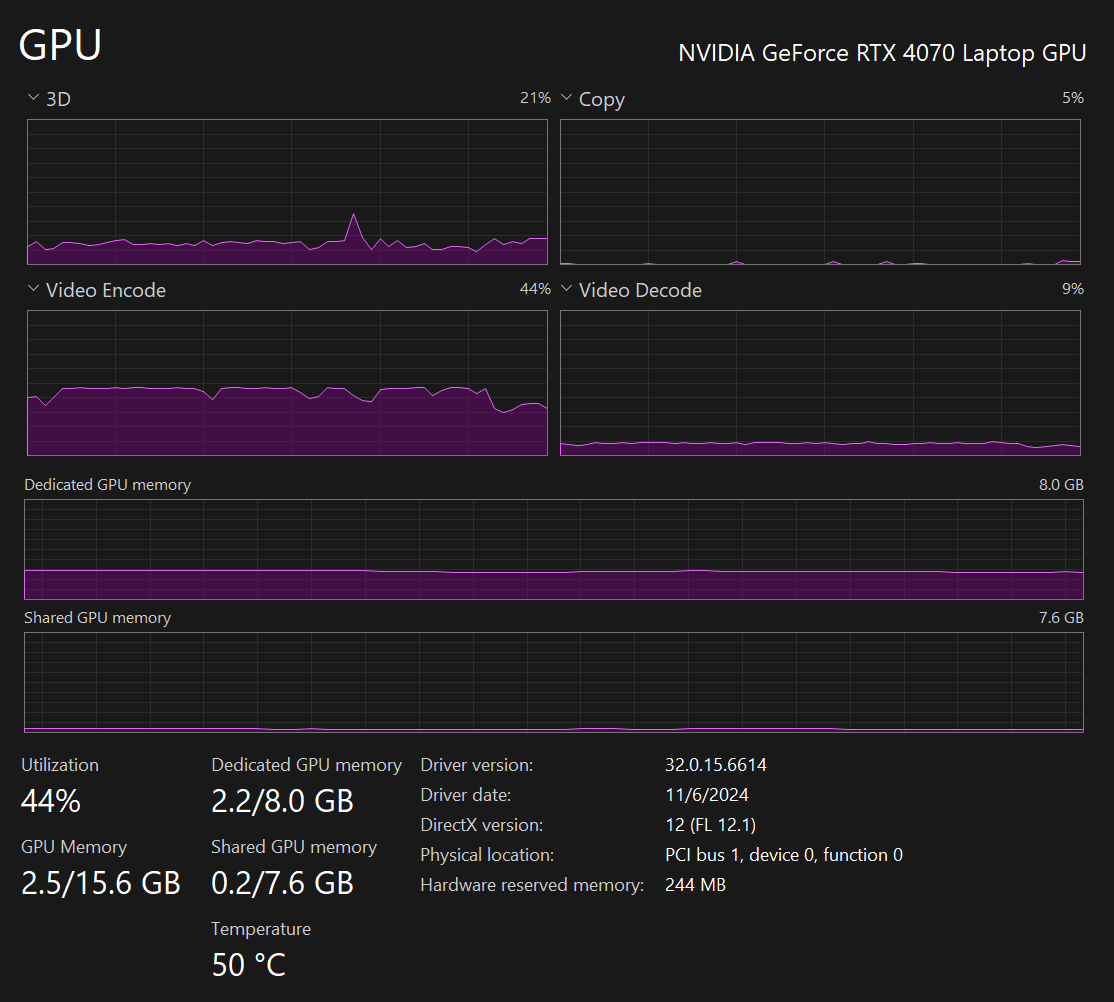 GPU
NVIDIA GeForce RTX 4070 Laptop GPU
3D 21%
Copy 5%
Video Encode 44%
Video Decode 9%
Dedicated GPU memory 8.0 GB
Shared GPU memory 7.6 GB
Utilization
44%
Dedicated GPU memory
2.2/8.0 GB
GPU Memory
2.5/15.6 GB
Shared GPU memory
0.2/7.6 GB
Temperature
50 °C
Driver version: 32.0.15.6614
Driver date: 11/6/2024
DirectX version: 12 (FL 12.1)
Physical location: PCI bus 1, device 0, function 0
Hardware reserved memory: 244 MB